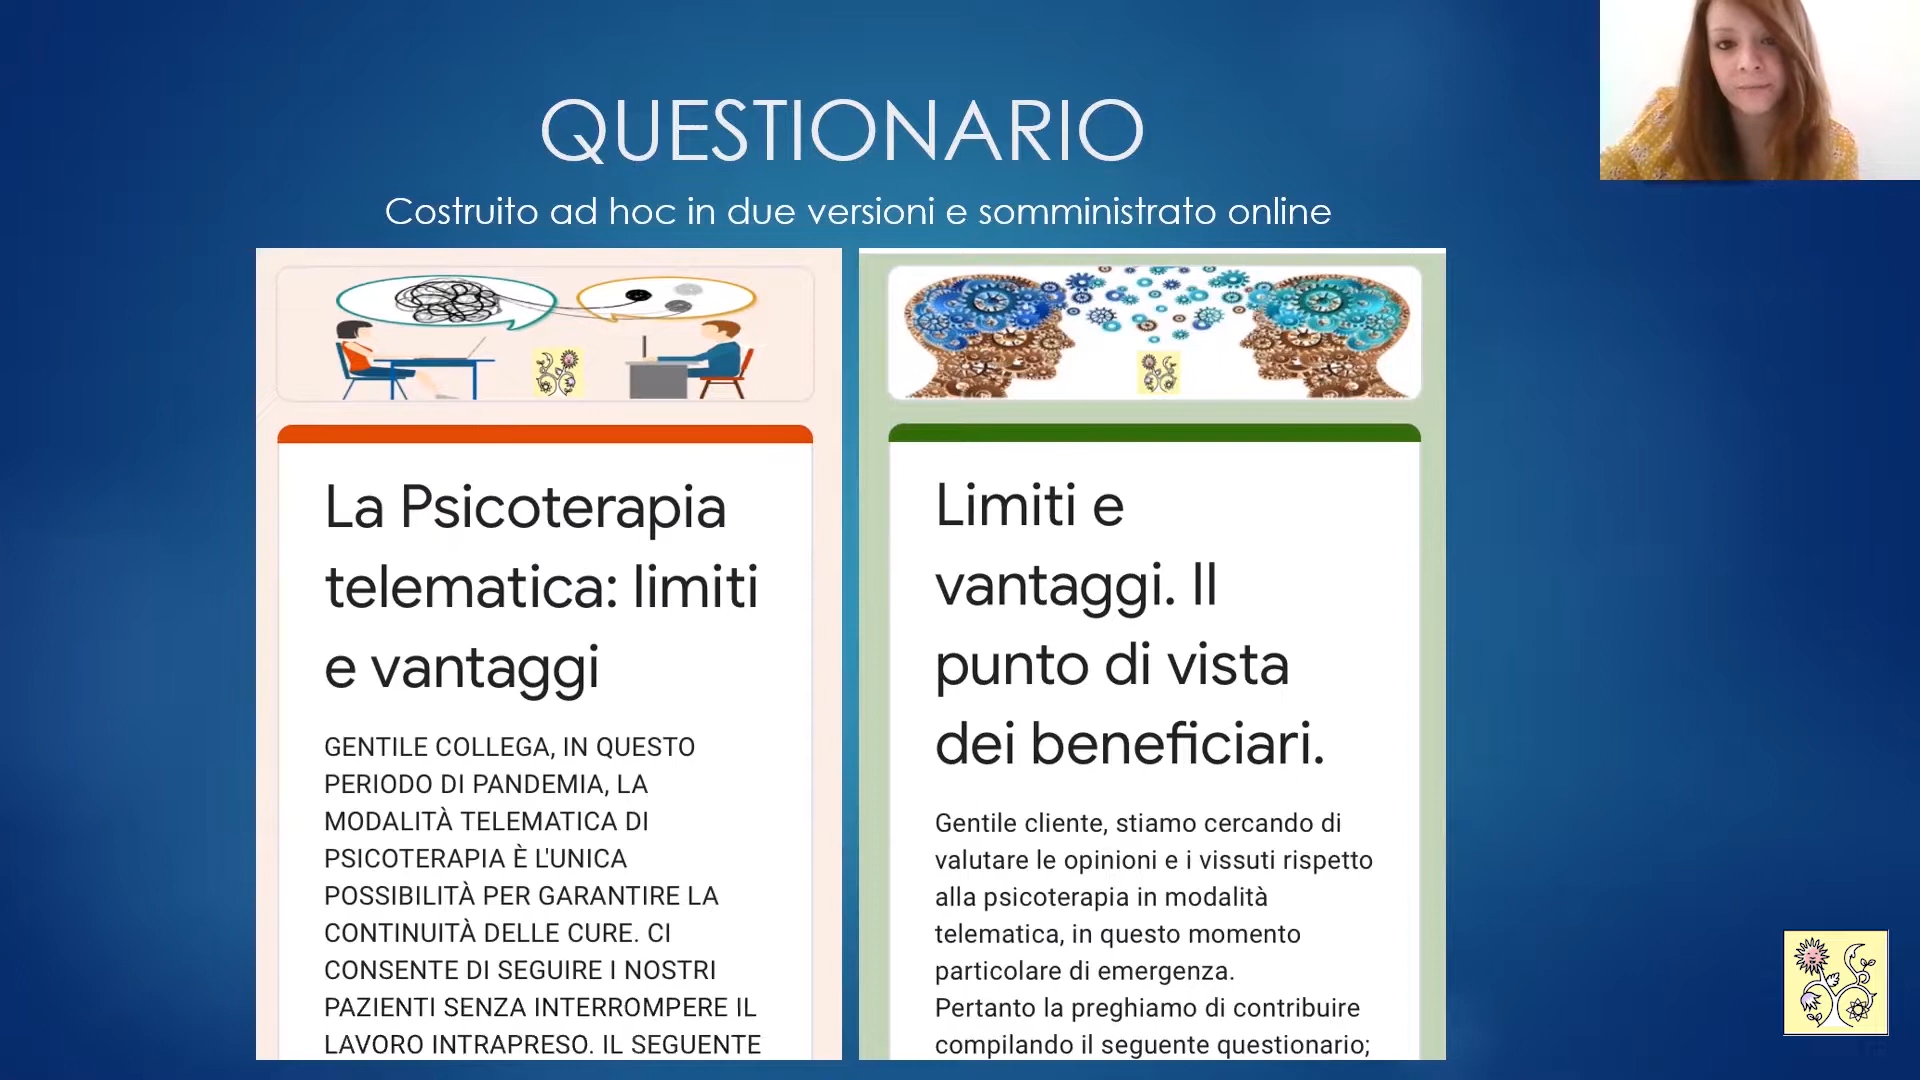 QUESTIONARIO
Costruito ad hoc in due versioni e somministrato online
La Psicoterapia
telematica: limiti
e vantaggi
GENTILE COLLEGA, IN QUESTO
PERIODO DI PANDEMIA, LA
MODALITÀ TELEMATICA DI
PSICOTERAPIA È L'UNICA
POSSIBILITÀ PER GARANTIRE LA
CONTINUITÀ DELLE CURE. CI
CONSENTE DI SEGUIRE I NOSTRI
PAZIENTI SENZA INTERROMPERE IL
LAVORO INTRAPRESO. IL SEGUENTE
Limiti e
vantaggi. Il
punto di vista
dei beneficiari.
Gentile cliente, stiamo cercando di
valutare le opinioni e i vissuti rispetto
alla psicoterapia in modalità
telematica, in questo momento
particolare di emergenza.
Pertanto la preghiamo di contribuire
compilando il seguente questionario;